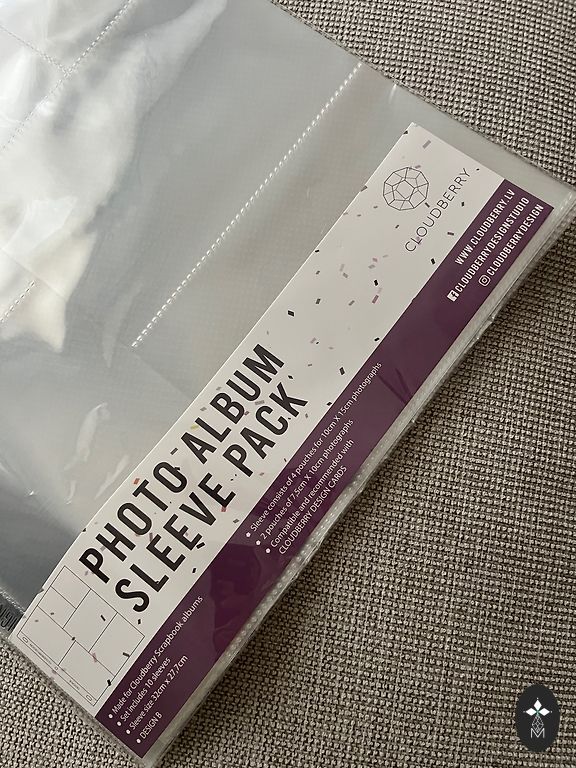 CLOUDBERRY
WWW.CLOUDBERRY.LV
CLOUDBERRYDESIGNSTUDIO
CLOUDBERRYDESIGN
PHOTO ALBUM
SLEEVE PACK
• Sleeve consists of 4 pouches for 10cm X 15cm photographs
• 2 pouches of 7,5cm X 10cm photographs
• Compatible and recommended with
CLOUDBERRY DESIGN CARDS
• Made for Cloudberry Scrapbook albums
• Set includes 10 sleeves
• Sleeve size 32cm x 27,7cm
• DESIGN B
M